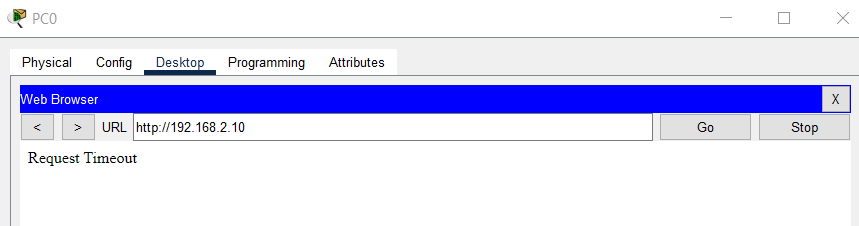 PC0
Physical Config Desktop Programming Attributes
Web Browser X
< > URL http://192.168.2.10 Go Stop
Request Timeout